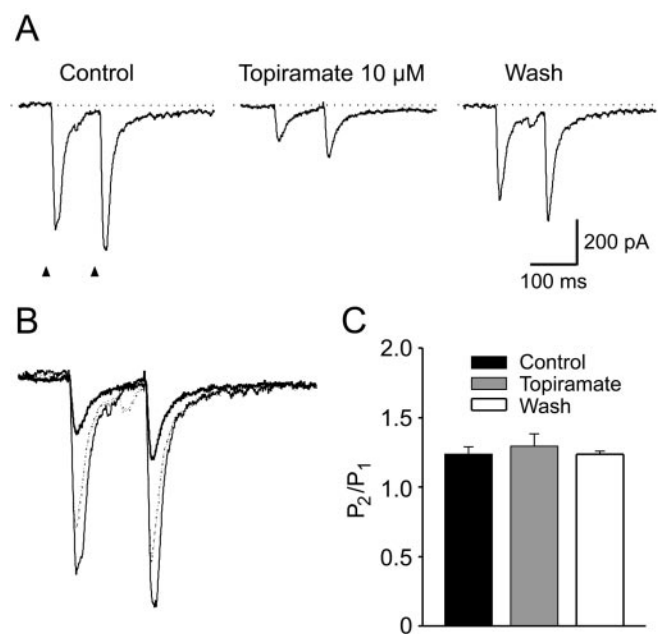 A
Control
Topiramate 10 µM
Wash
200 pA
100 ms
B
C
2.0
1.5
1.0
0.5
0
P₂/P₁
Control
Topiramate
Wash